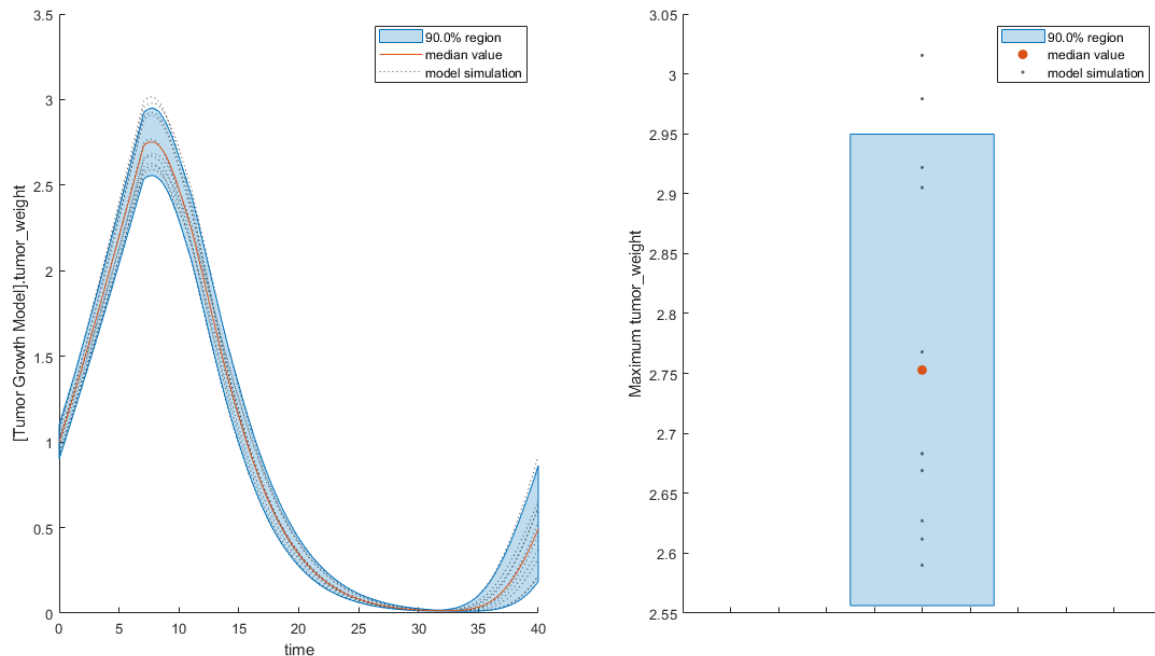 3.5
3
2.5
2
1.5
1
0.5
0
[Tumor Growth Model].tumor_weight
0 5 10 15 20 25 30 35 40
time
90.0% region
median value
model simulation
3.05
3
2.95
2.9
2.85
2.8
2.75
2.7
2.65
2.6
2.55
Maximum tumor_weight
90.0% region
median value
model simulation